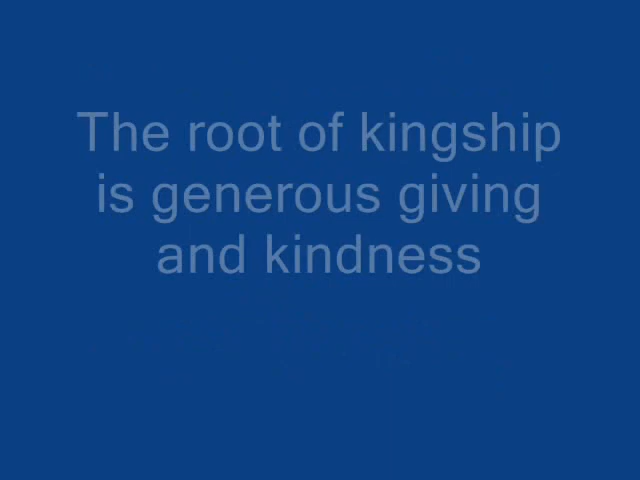 The root of kingship
is generous giving
and kindness